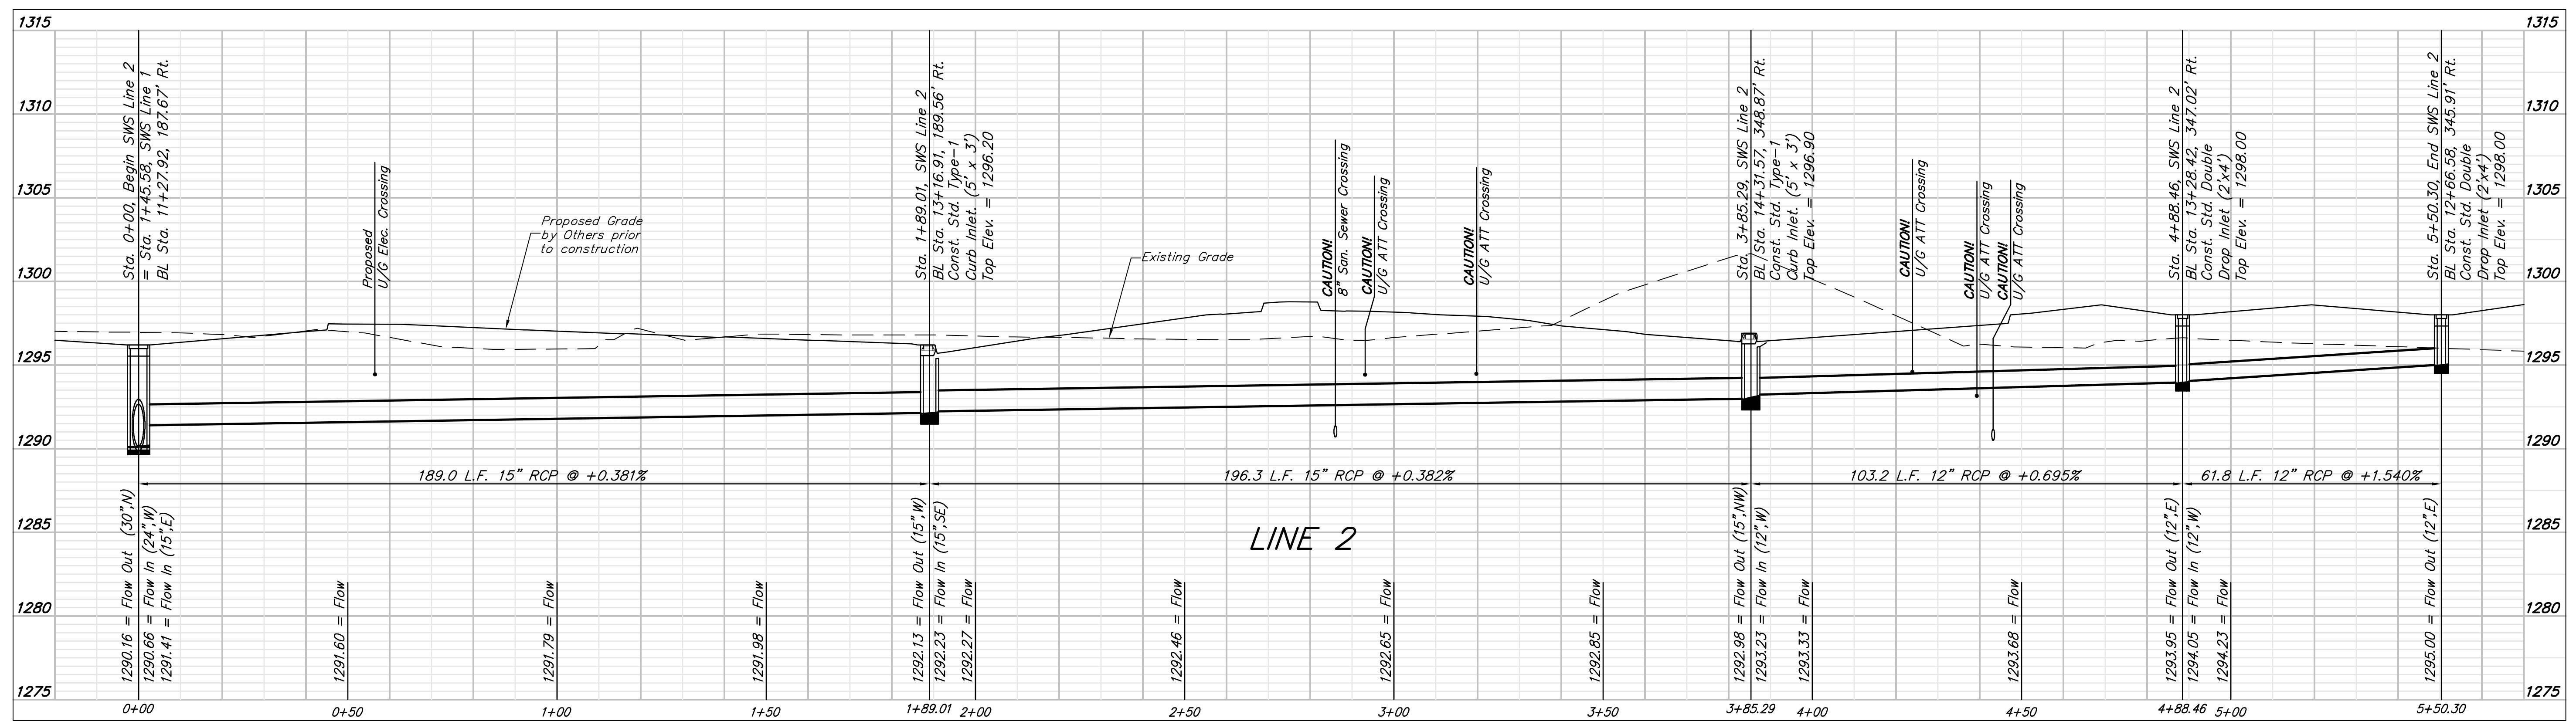 1315
1310
1305
1300
1295
1290
1285
1280
1275
Sta. 0+00, Begin SWS Line 2
= Sta. 1+45.58, SWS Line 1
BL Sta. 11+27.92, 187.67' Rt.
Proposed
U/G Elec. Crossing
Proposed Grade
by Others prior
to construction
Sta. 1+89.01, SWS Line 2
BL Sta. 13+16.91, 189.56' Rt.
Const. Std. Type-1
Curb Inlet. (5' x 3')
Top Elev. = 1296.20
Existing Grade
CAUTION!
8" San. Sewer Crossing
CAUTION!
U/G ATT Crossing
CAUTION!
U/G ATT Crossing
Sta. 3+85.29, SWS Line 2
BL Sta. 14+31.57, 348.87' Rt.
Const. Std. Type-1
Curb Inlet. (5' x 3')
Top Elev. = 1296.90
CAUTION!
U/G ATT Crossing
CAUTION!
U/G ATT Crossing
CAUTION!
U/G ATT Crossing
Sta. 4+88.46, SWS Line 2
BL Sta. 13+28.42, 347.02' Rt.
Const. Std. Double
Drop Inlet (2'x4')
Top Elev. = 1298.00
Sta. 5+50.30, End SWS Line 2
BL Sta. 12+66.58, 345.91' Rt.
Const. Std. Double
Drop Inlet (2'x4')
Top Elev. = 1298.00
189.0 L.F. 15" RCP @ +0.381%
196.3 L.F. 15" RCP @ +0.382%
103.2 L.F. 12" RCP @ +0.695%
61.8 L.F. 12" RCP @ +1.540%
LINE 2
1290.16 = Flow Out (30",N)
1290.66 = Flow In (24",W)
1291.41 = Flow In (15",E)
1291.60 = Flow
1291.79 = Flow
1291.98 = Flow
1292.13 = Flow Out (15",W)
1292.23 = Flow In (15",SE)
1292.27 = Flow
1292.46 = Flow
1292.65 = Flow
1292.85 = Flow
1292.98 = Flow Out (15",NW)
1293.23 = Flow In (12",W)
1293.33 = Flow
1293.68 = Flow
1293.95 = Flow Out (12",E)
1294.05 = Flow In (12",W)
1294.23 = Flow
1295.00 = Flow Out (12",E)
0+00
0+50
1+00
1+50
1+89.01
2+00
2+50
3+00
3+50
3+85.29
4+00
4+50
4+88.46
5+00
5+50.30
1315
1310
1305
1300
1295
1290
1285
1280
1275